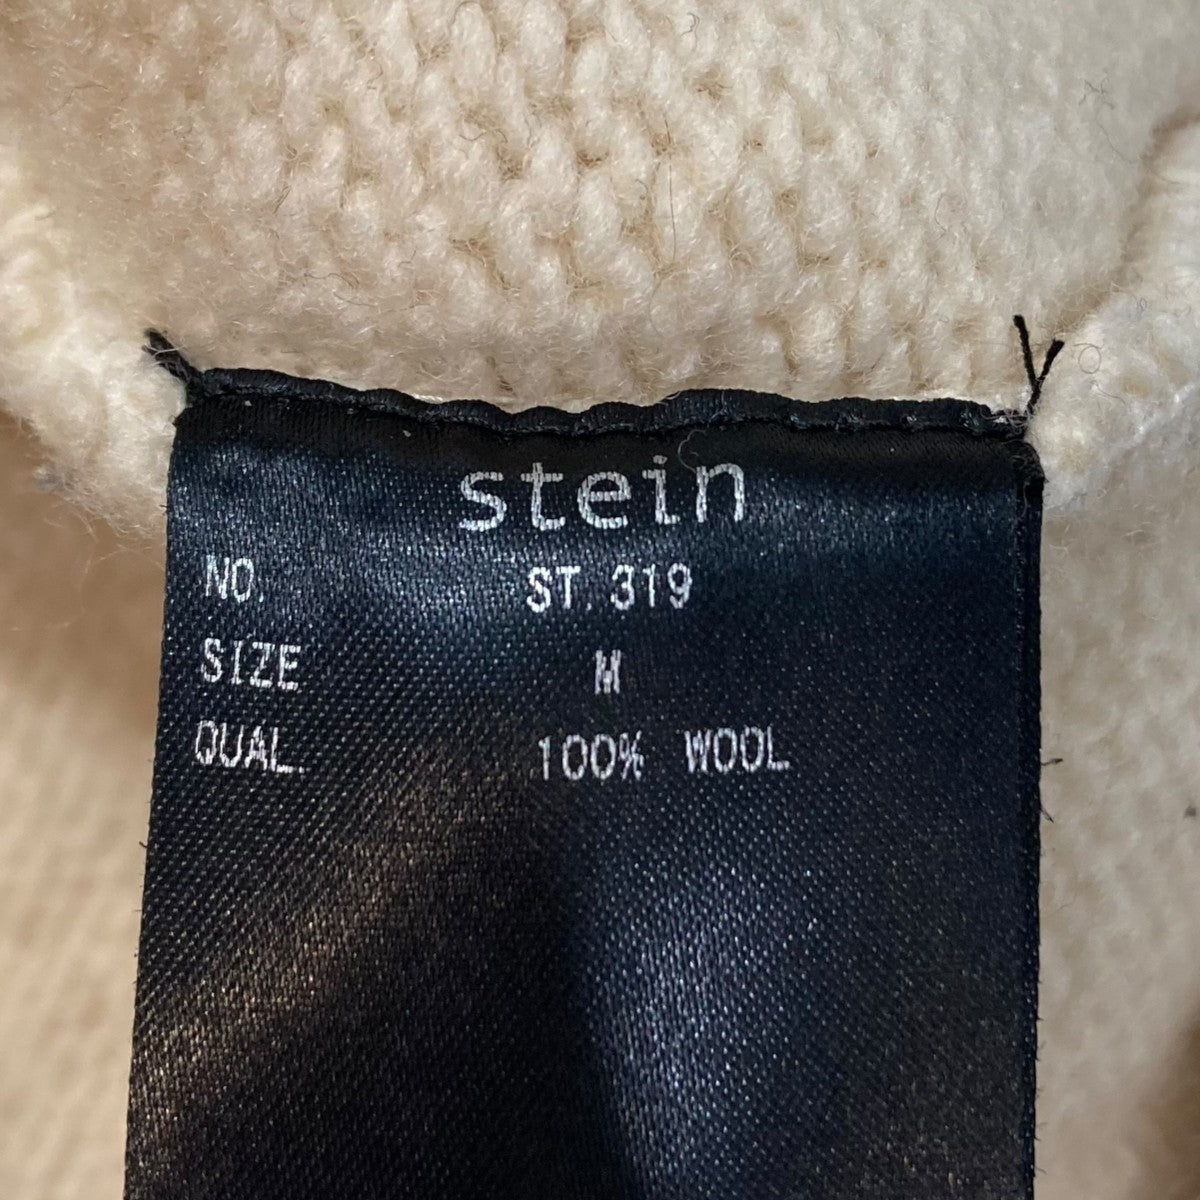 stein
NO. ST.319
SIZE M
QUAL. 100% WOOL